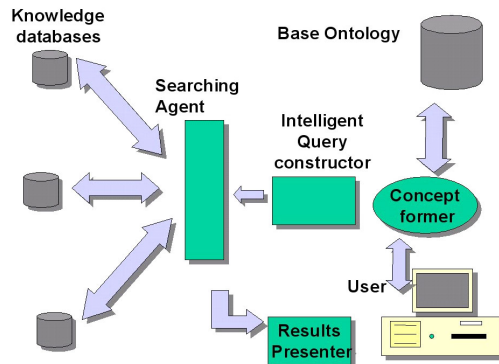 Knowledge
databases
Base Ontology
Searching
Agent
Intelligent
Query
constructor
Concept
former
User
Results
Presenter